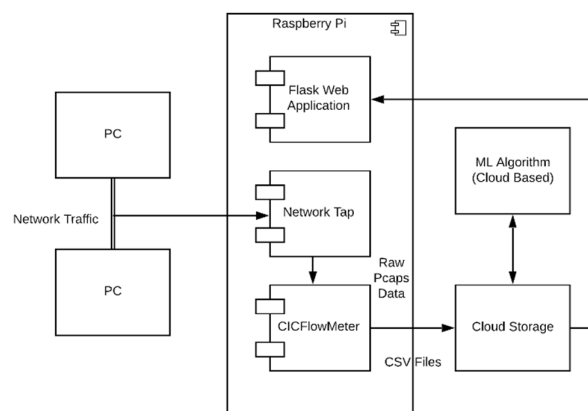 Raspberry Pi
Flask Web
Application
PC
ML Algorithm
(Cloud Based)
Network Traffic
Network Tap
Raw
Pcaps
Data
PC
CICFlowMeter
Cloud Storage
CSV Files